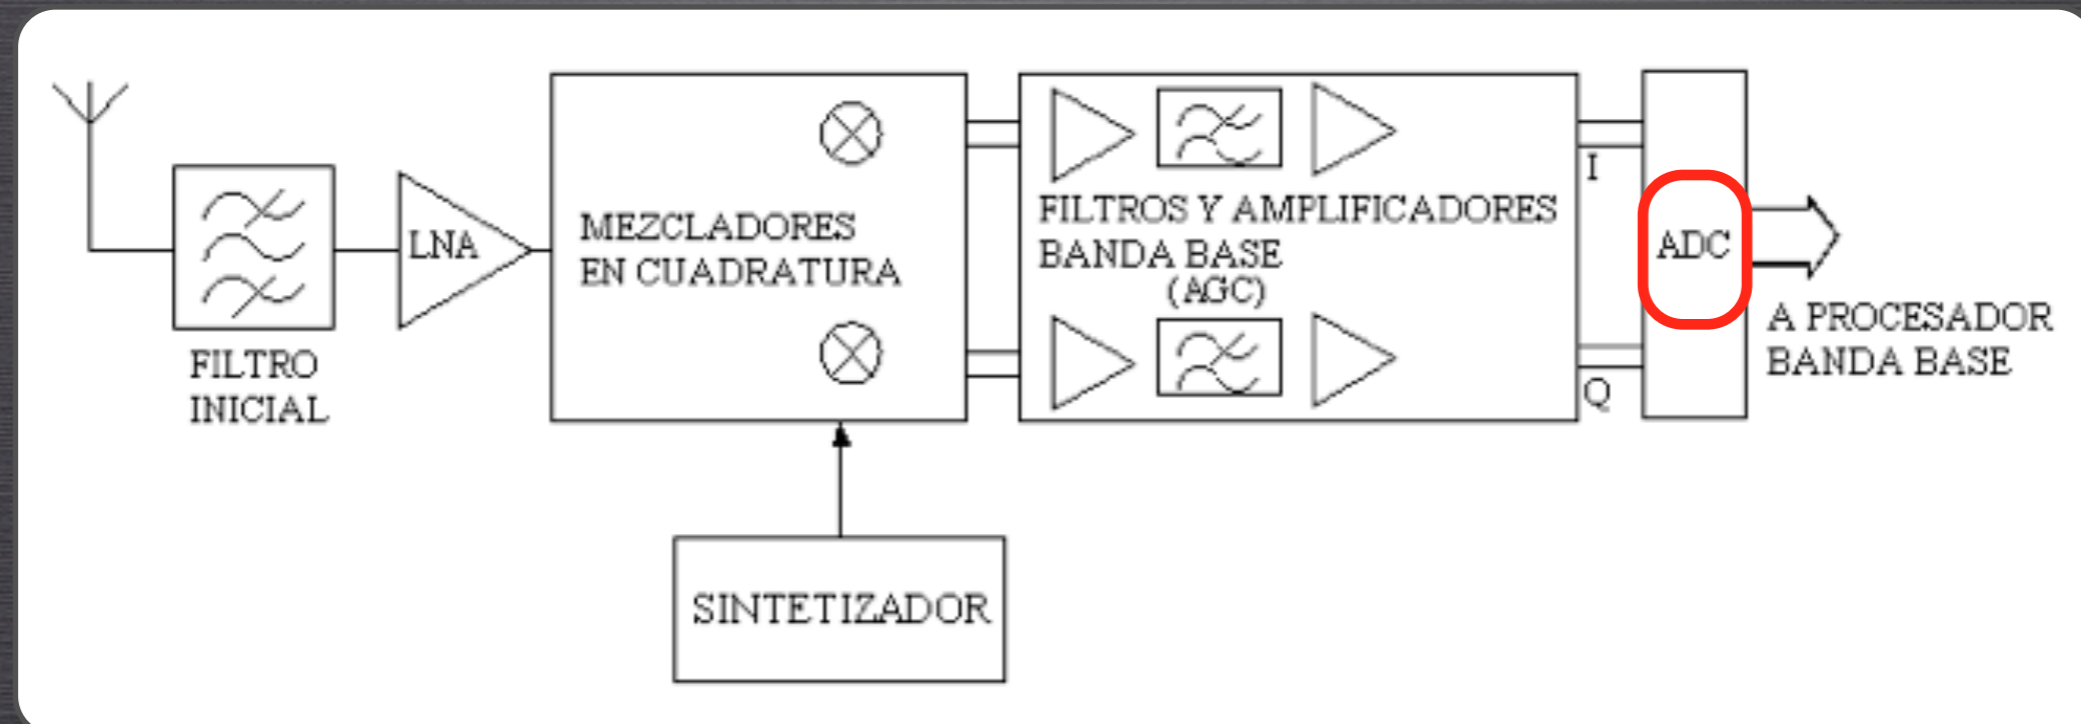 FILTRO
INICIAL
LNA
MEZCLADORES
EN CUADRATURA
SINTETIZADOR
FILTROS Y AMPLIFICADORES
BANDA BASE
(AGC)
I
Q
ADC
A PROCESADOR
BANDA BASE